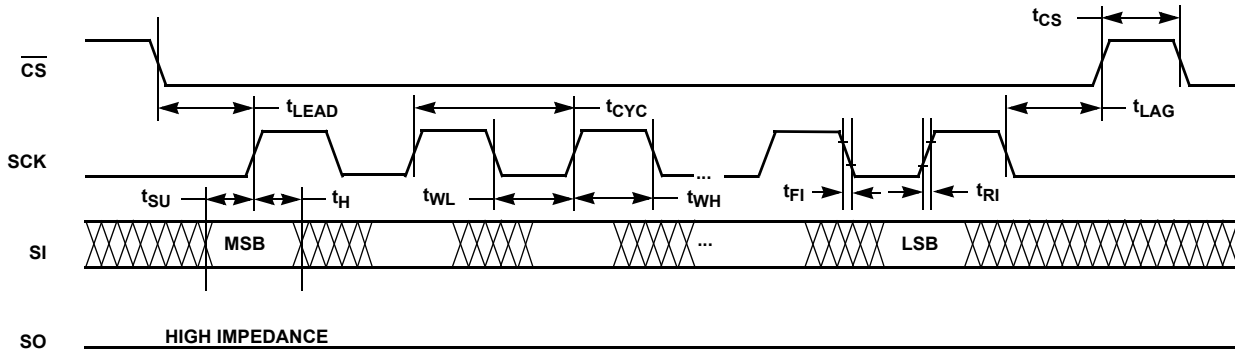 tCS
CS
tLEAD
tCYC
tLAG
SCK
...
tSU
tH
tWL
tWH
tFI
tRI
SI
MSB
...
LSB
SO
HIGH IMPEDANCE